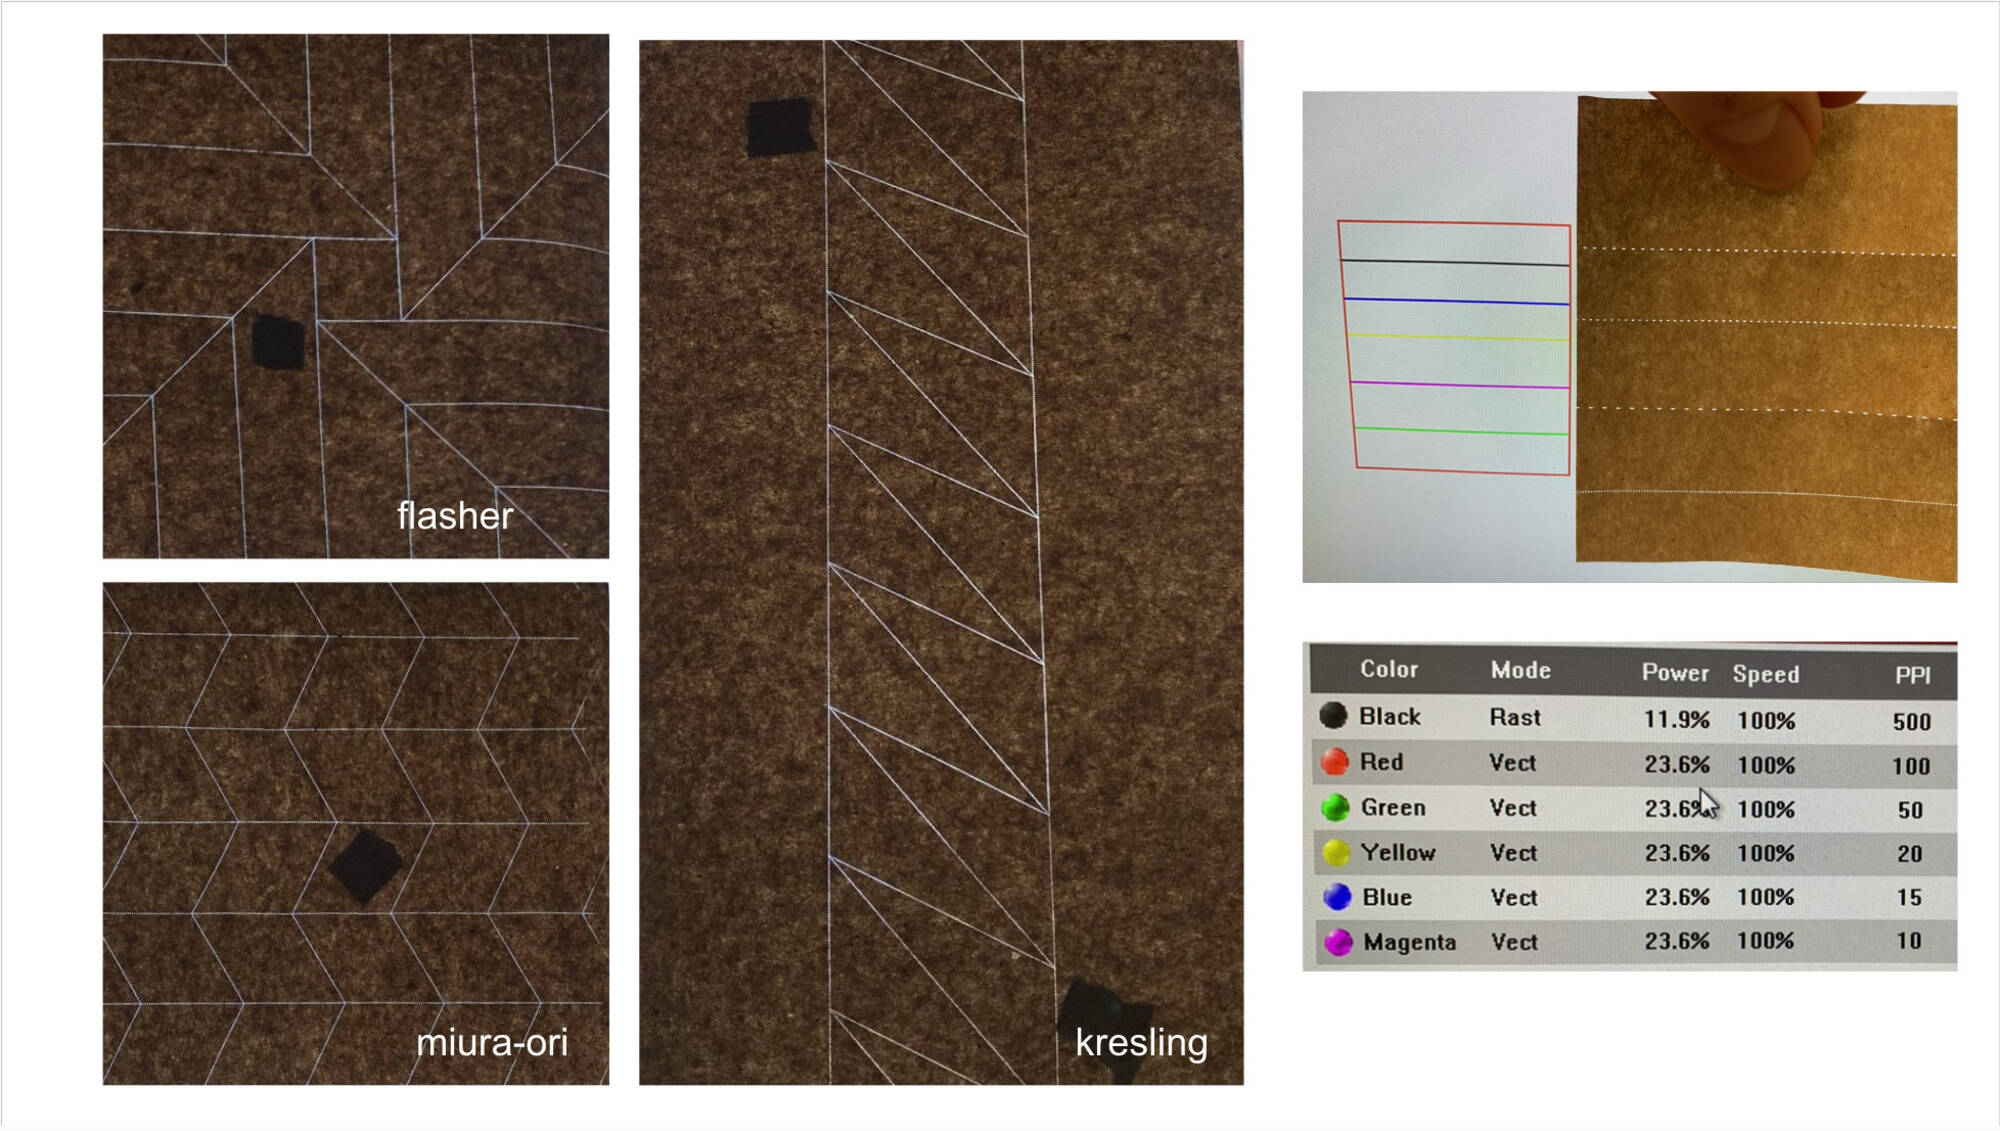 flasher
miura-ori
kresling
Color Mode Power Speed PPI
Black Rast 11.9% 100% 500
Red Vect 23.6% 100% 100
Green Vect 23.6% 100% 50
Yellow Vect 23.6% 100% 20
Blue Vect 23.6% 100% 15
Magenta Vect 23.6% 100% 10